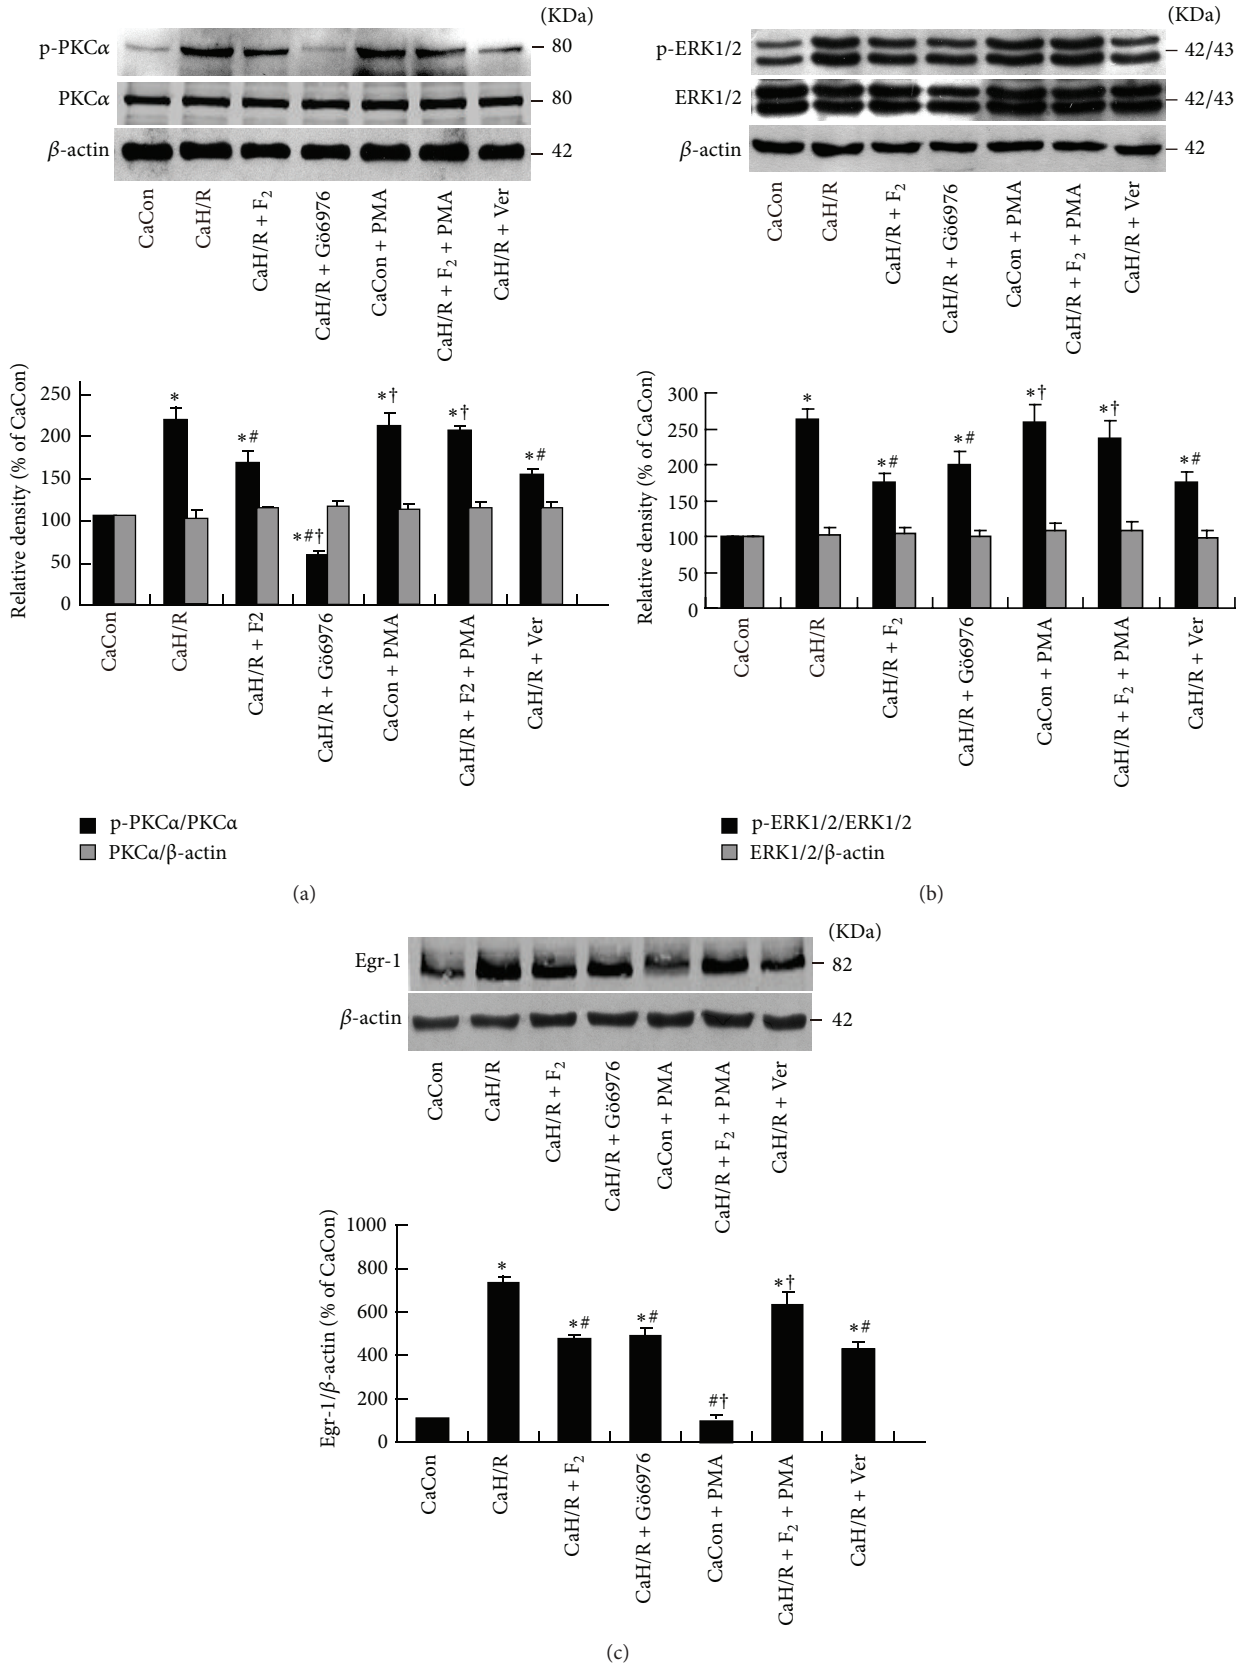 (KDa)
p-PKCα
80
PKCα
80
β-actin
42
CaCon
CaH/R
CaH/R + F2
CaH/R + Gö6976
CaCon + PMA
CaH/R + F2 + PMA
CaH/R + Ver
Relative density (% of CaCon)
250
200
150
100
50
0
*
*#
*#†
*†
*†
*#
CaCon
CaH/R
CaH/R + F2
CaH/R + Gö6976
CaCon + PMA
CaH/R + F2 + PMA
CaH/R + Ver
p-PKCα/PKCα
PKCα/β-actin
(a)
(KDa)
p-ERK1/2
42/43
ERK1/2
42/43
β-actin
42
CaCon
CaH/R
CaH/R + F2
CaH/R + Gö6976
CaCon + PMA
CaH/R + F2 + PMA
CaH/R + Ver
Relative density (% of CaCon)
300
250
200
150
100
50
0
*
*#
*#
*†
*†
*#
CaCon
CaH/R
CaH/R + F2
CaH/R + Gö6976
CaCon + PMA
CaH/R + F2 + PMA
CaH/R + Ver
p-ERK1/2/ERK1/2
ERK1/2/β-actin
(b)
(KDa)
Egr-1
82
β-actin
42
CaCon
CaH/R
CaH/R + F2
CaH/R + Gö6976
CaCon + PMA
CaH/R + F2 + PMA
CaH/R + Ver
Egr-1/β-actin (% of CaCon)
1000
800
600
400
200
0
*
*#
*#
#†
*†
*#
CaCon
CaH/R
CaH/R + F2
CaH/R + Gö6976
CaCon + PMA
CaH/R + F2 + PMA
CaH/R + Ver
(c)